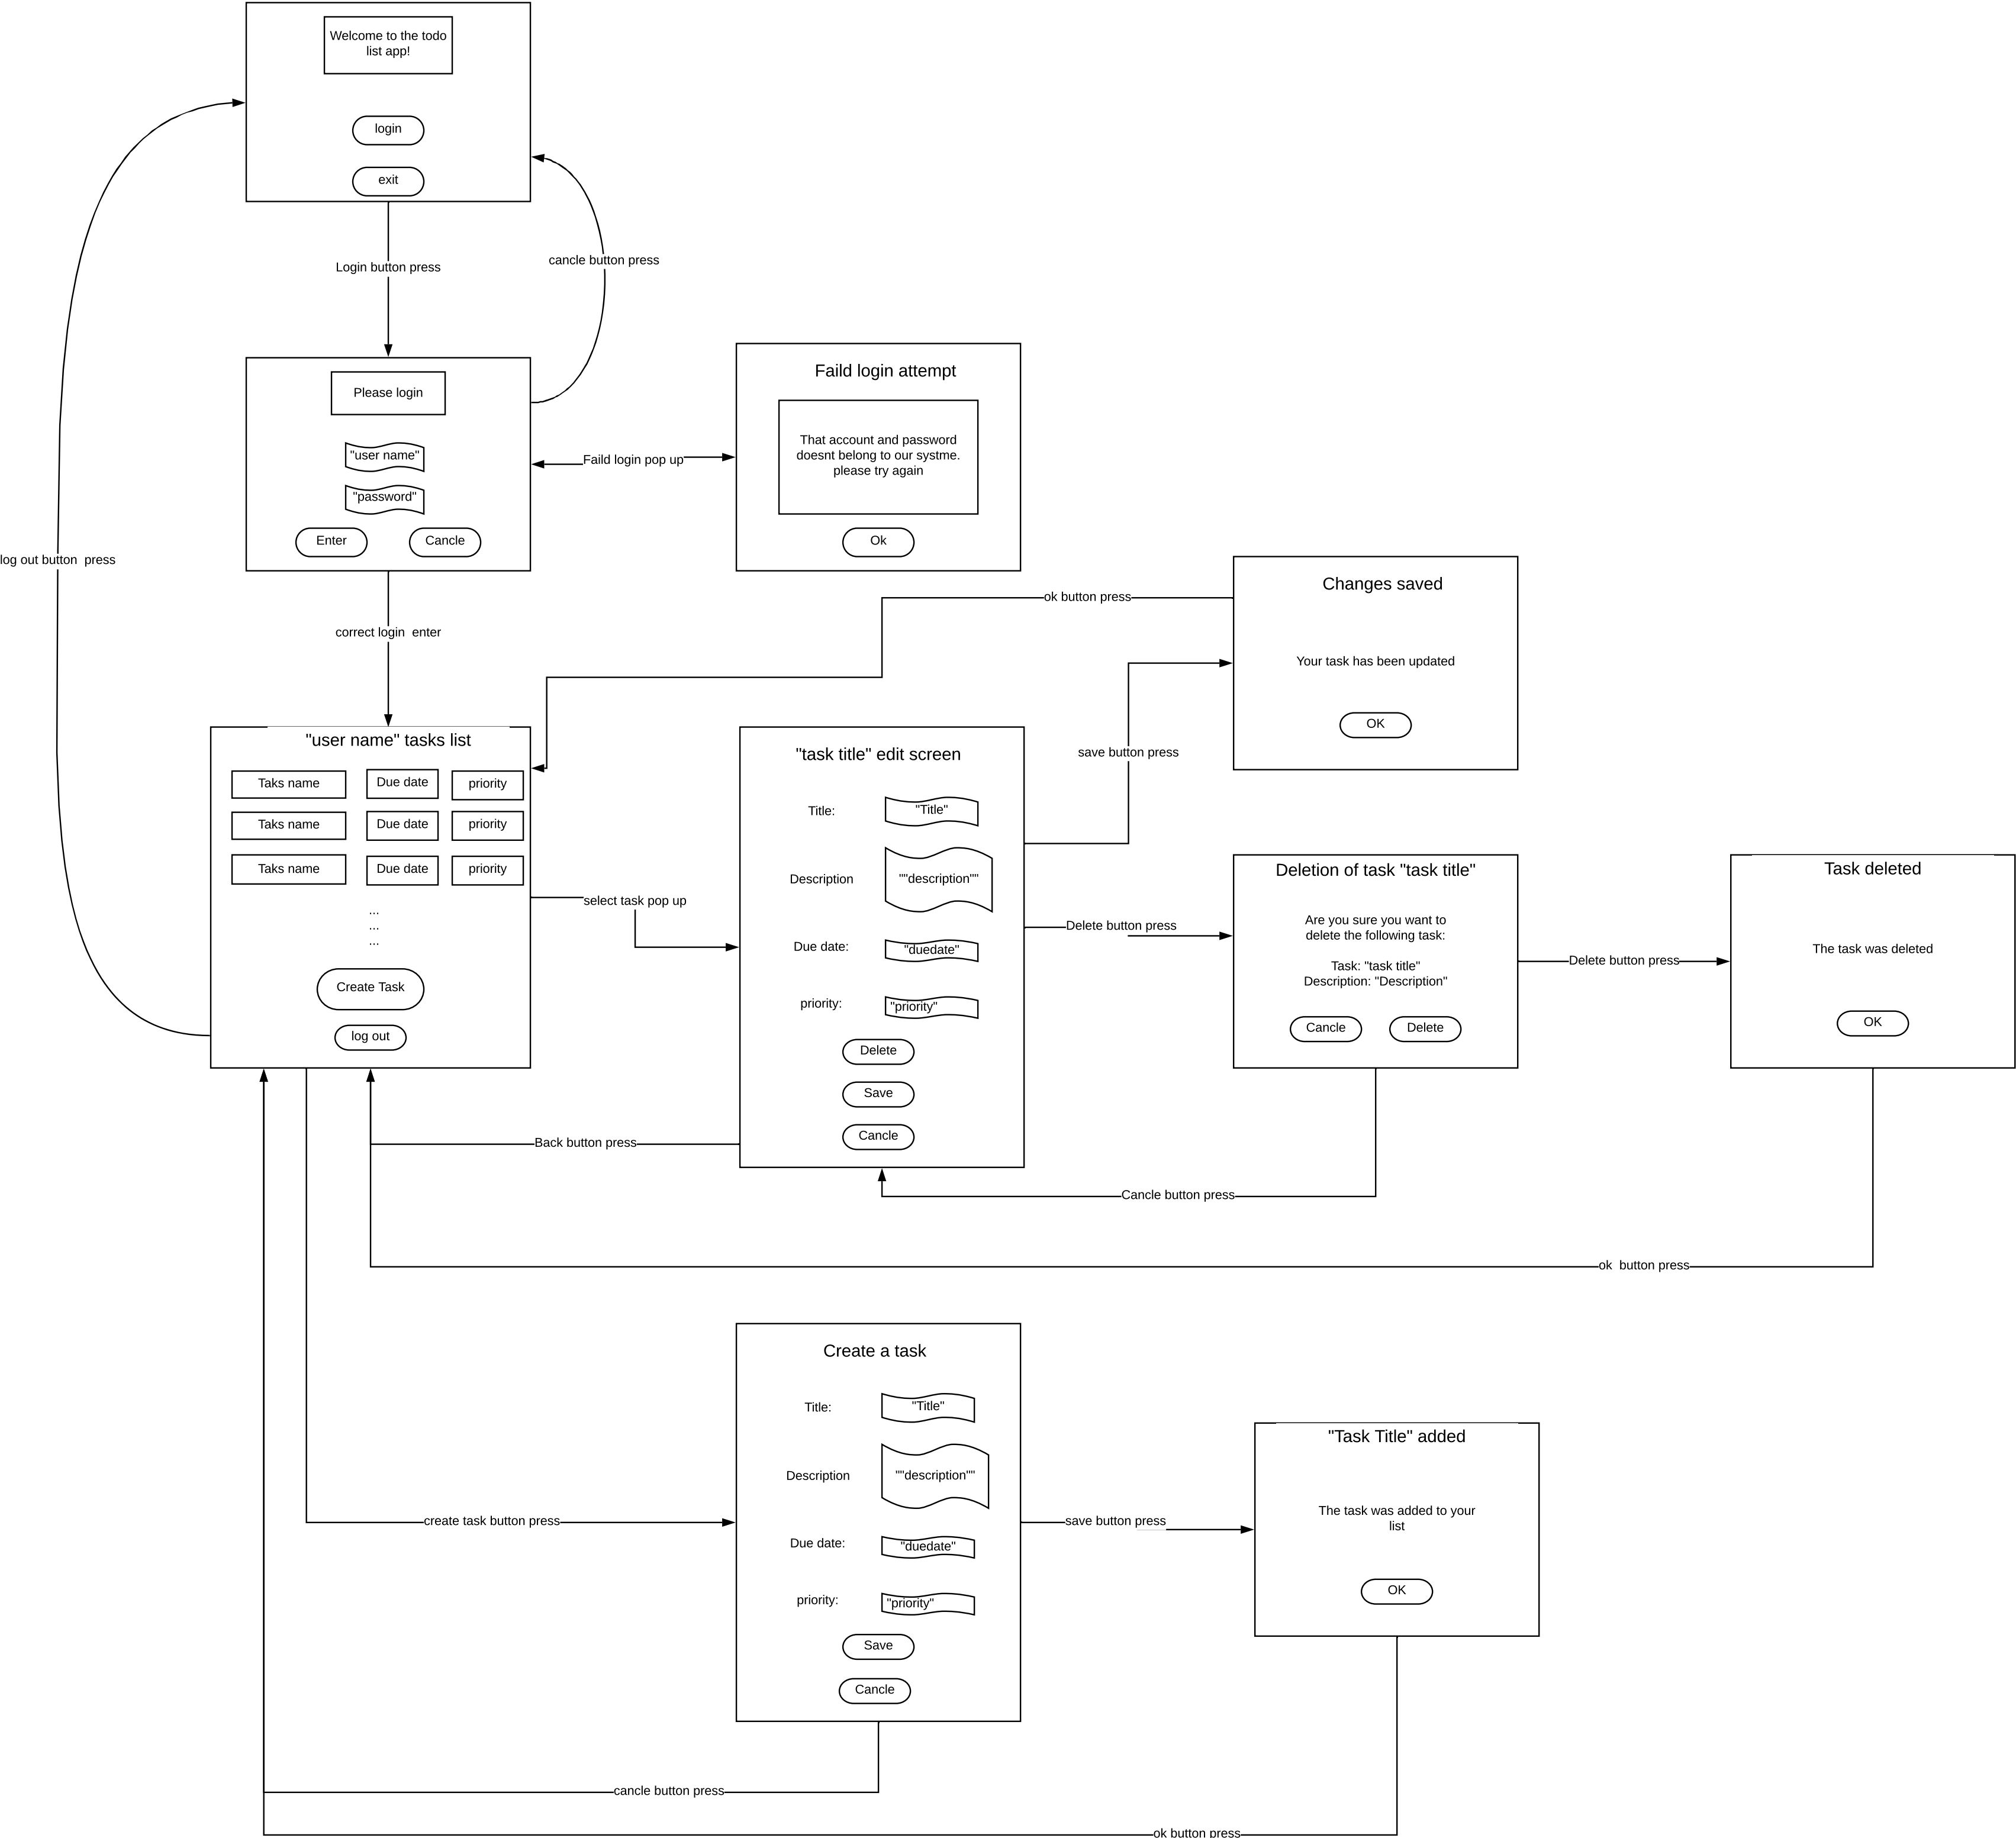 Welcome to the todo
list app!
login
exit
Login button press
cancle button press
Please login
"user name"
"password"
Enter
Cancle
Faild login pop up
Faild login attempt
That account and password
doesnt belong to our systme.
please try again
Ok
log out button  press
correct login  enter
ok button press
Changes saved
Your task has been updated
OK
"user name" tasks list
Taks name
Due date
priority
Taks name
Due date
priority
Taks name
Due date
priority
...
...
...
Create Task
log out
select task pop up
"task title" edit screen
Title:
"Title"
Description
""description""
Due date:
"duedate"
priority:
"priority"
Delete
Save
Cancle
save button press
Delete button press
Deletion of task "task title"
Are you sure you want to
delete the following task:
Task: "task title"
Description: "Description"
Cancle
Delete
Delete button press
Task deleted
The task was deleted
OK
Back button press
Cancle button press
ok  button press
Create a task
Title:
"Title"
Description
""description""
Due date:
"duedate"
priority:
"priority"
Save
Cancle
create task button press
save button press
"Task Title" added
The task was added to your
list
OK
cancle button press
ok button press